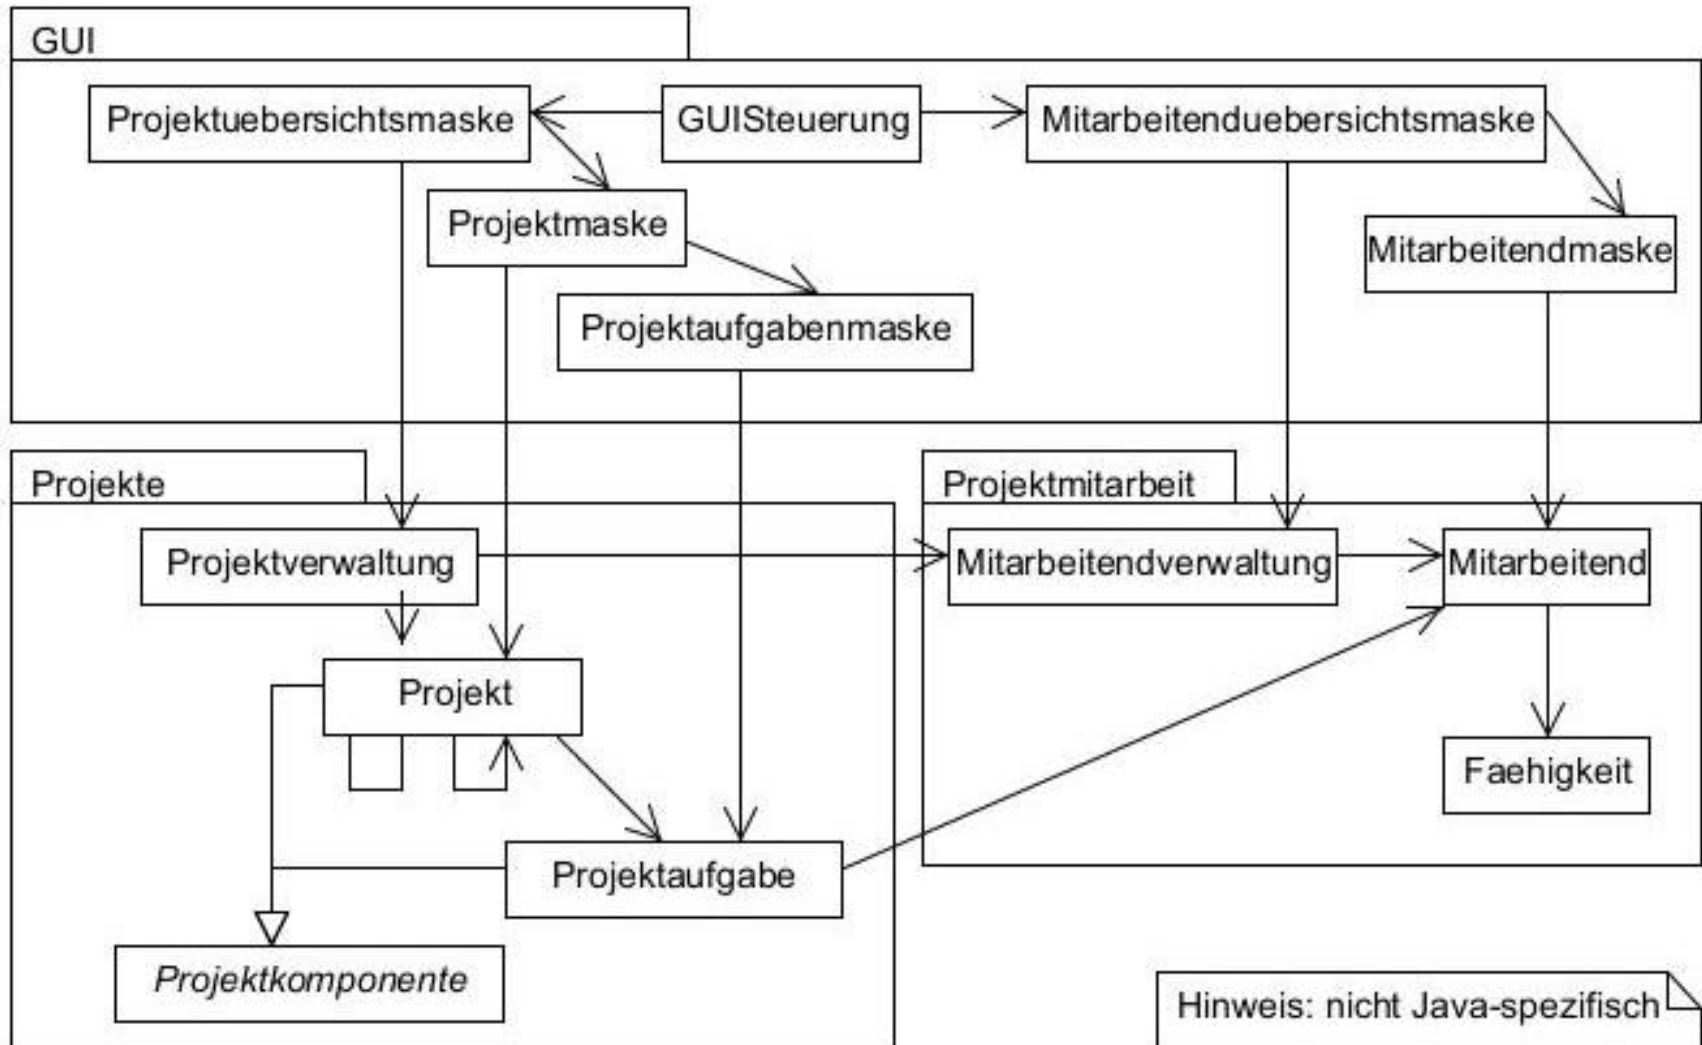 GUI
Projektuebersichtsmaske
GUISteuerung
Mitarbeitenduebersichtsmaske
Projektmaske
Mitarbeitendmaske
Projektaufgabenmaske
Projekte
Projektmitarbeit
Projektverwaltung
Mitarbeitendverwaltung
Mitarbeitend
Projekt
Faehigkeit
Projektaufgabe
Projektkomponente
Hinweis: nicht Java-spezifisch